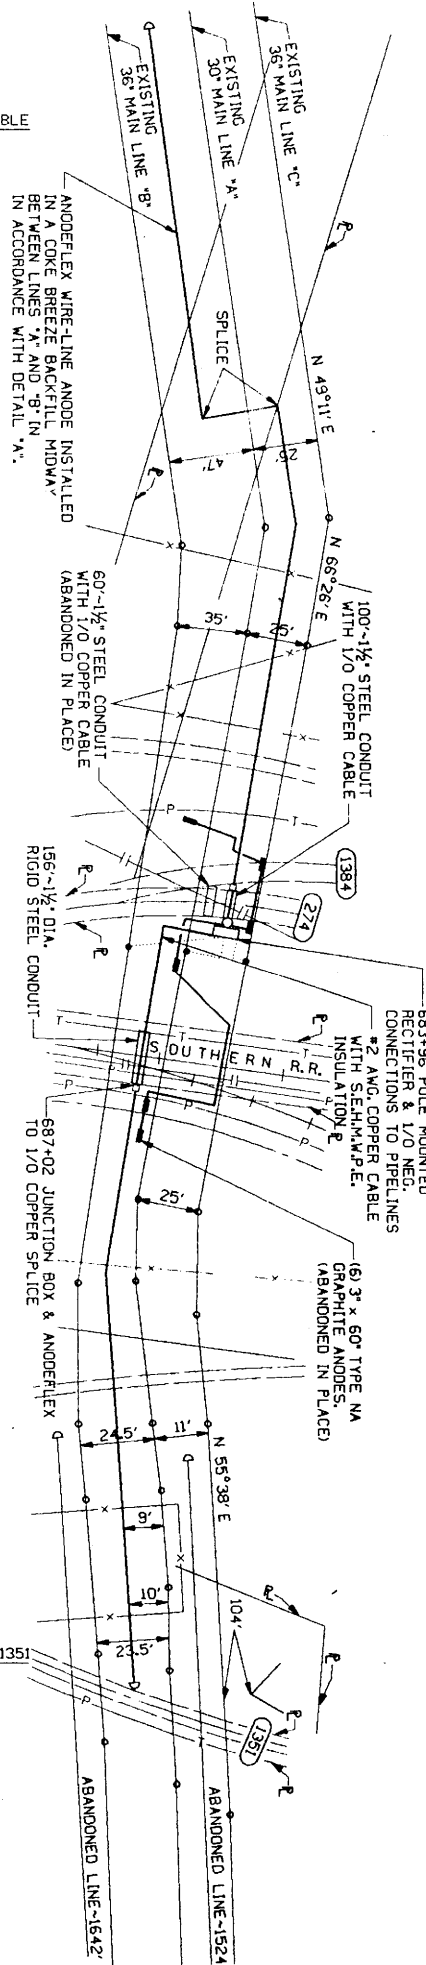 BLE
EXISTING
36" MAIN LINE "C"
EXISTING
30" MAIN LINE "A"
EXISTING
36" MAIN LINE "B"
ANODEFLEX WIRE-LINE ANODE INSTALLED
IN A COKE BREEZE BACKFILL MIDWAY
BETWEEN LINES "A" AND "B" IN
IN ACCORDANCE WITH DETAIL "A".
SPLICE
N 49°11' E
25'
47'
N 66°26' E
25'
35'
100'~1½" STEEL CONDUIT
WITH 1/0 COPPER CABLE
60'~1½" STEEL CONDUIT
WITH 1/0 COPPER CABLE
(ABANDONED IN PLACE)
1384
274
156'~1½" DIA.
RIGID STEEL CONDUIT
683+96 POLE MOUNTED
RECTIFIER & 1/0 NEG.
CONNECTIONS TO PIPELINES
#2 AWG. COPPER CABLE
WITH S.E.H.M.W.P.E.
INSULATION
SOUTHERN R.R.
(6) 3" x 60" TYPE NA
GRAPHITE ANODES.
(ABANDONED IN PLACE)
687+02 JUNCTION BOX & ANODEFLEX
TO 1/0 COPPER SPLICE
25'
24.5'
11'
N 55°38' E
9'
10'
23.5'
104'
1351
1351
ABANDONED LINE~1524
ABANDONED LINE~1642'